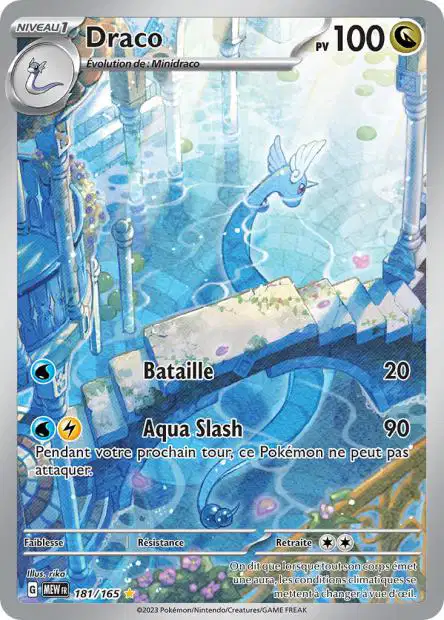 NIVEAU 1
Draco
PV 100
Évolution de : Minidraco
Bataille 20
Aqua Slash 90
Pendant votre prochain tour, ce Pokémon ne peut pas
attaquer.
Faiblesse Résistance Retraite
Illus. riko
G MEW FR 181/165
On dit que lorsque tout son corps émet
une aura, les conditions climatiques se
mettent à changer à vue d'œil.
©2023 Pokémon/Nintendo/Creatures/GAME FREAK